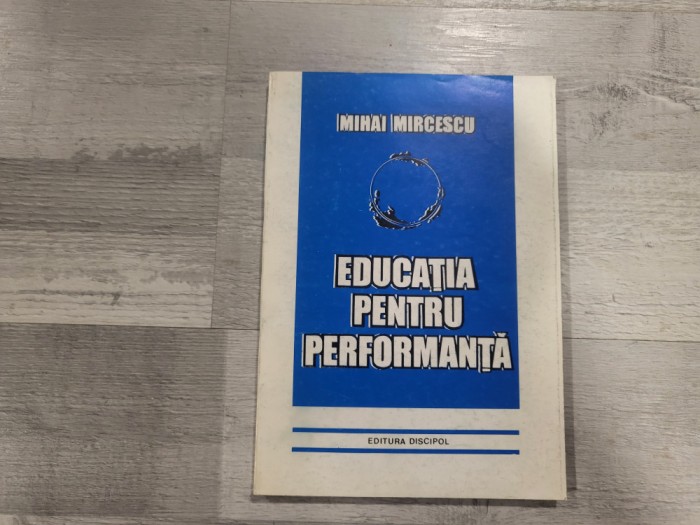 MIHAI MIRCESCU
EDUCAȚIA
PENTRU
PERFORMANȚĂ
EDITURA DISCIPOL